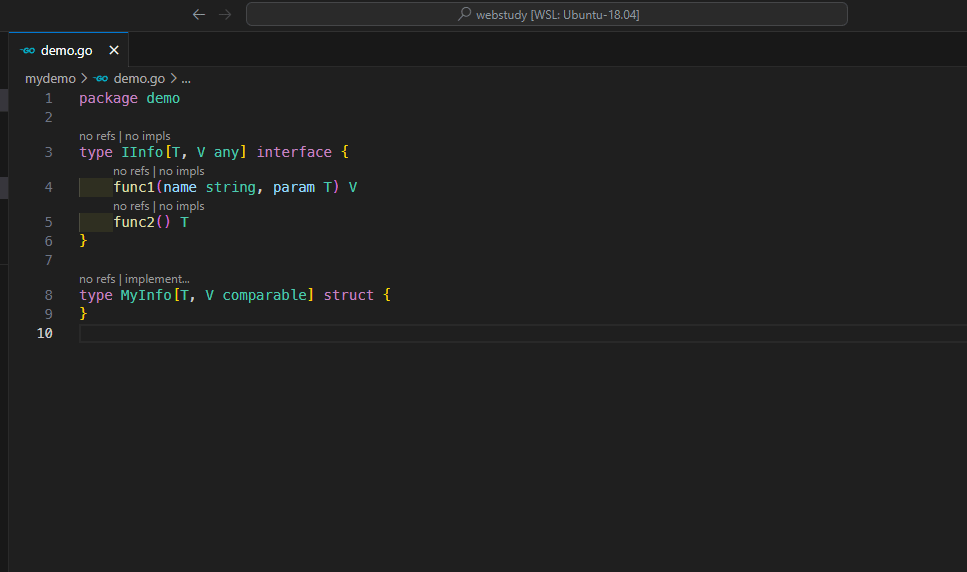 webstudy [WSL: Ubuntu-18.04]
demo.go
mydemo > demo.go > ...
1 package demo
2
no refs | no impls
3 type IInfo[T, V any] interface {
no refs | no impls
4 func1(name string, param T) V
no refs | no impls
5 func2() T
6 }
7
no refs | implement...
8 type MyInfo[T, V comparable] struct {
9 }
10